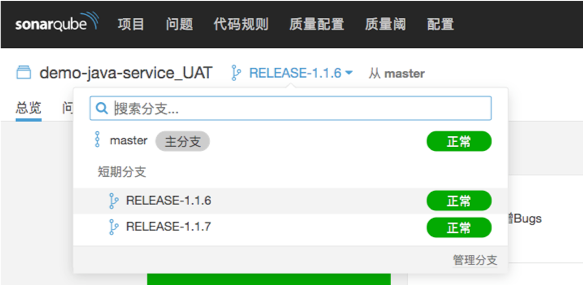 sonarqube 项目 问题 代码规则 质量配置 质量阈 配置
demo-java-service_UAT RELEASE-1.1.6 从 master
总览
搜索分支...
master 主分支 正常
短期分支
RELEASE-1.1.6 正常
RELEASE-1.1.7 正常
Bugs
管理分支